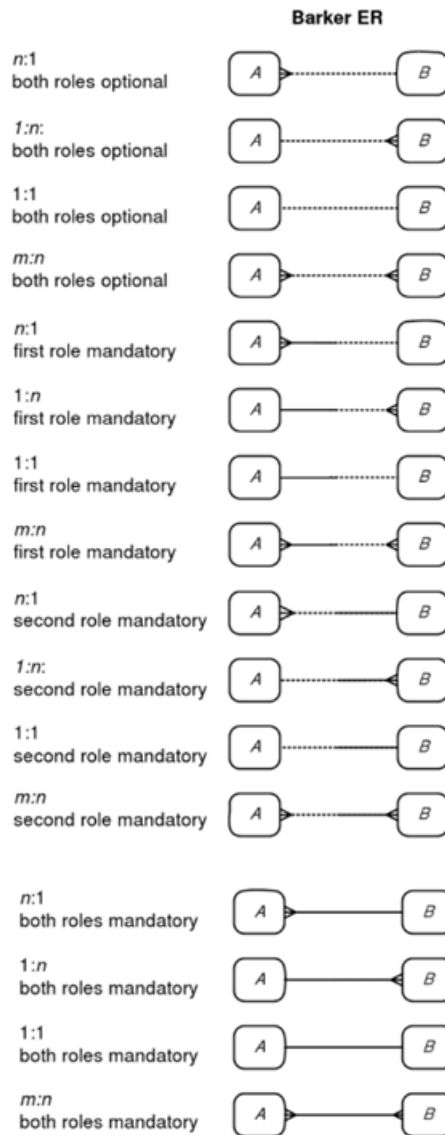 Barker ER
n:1
both roles optional
A B
1:n:
both roles optional
A B
1:1
both roles optional
A B
m:n
both roles optional
A B
n:1
first role mandatory
A B
1:n
first role mandatory
A B
1:1
first role mandatory
A B
m:n
first role mandatory
A B
n:1
second role mandatory
A B
1:n:
second role mandatory
A B
1:1
second role mandatory
A B
m:n
second role mandatory
A B
n:1
both roles mandatory
A B
1:n
both roles mandatory
A B
1:1
both roles mandatory
A B
m:n
both roles mandatory
A B